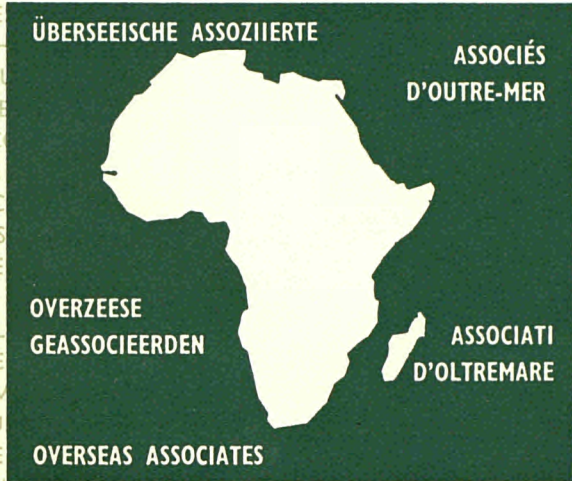 ÜBERSEEISCHE ASSOZIIERTE
ASSOCIÉS
D'OUTRE-MER
OVERZEESE
GEASSOCIEERDEN
ASSOCIATI
D'OLTREMARE
OVERSEAS ASSOCIATES